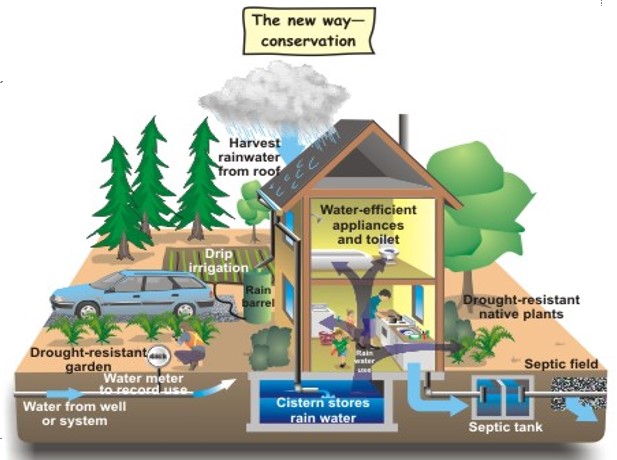 The new way—
conservation
Harvest
rainwater
from roof
Water-efficient
appliances
and toilet
Drip
irrigation
Rain
barrel
Drought-resistant
native plants
Drought-resistant
garden
Rain
water
use
Septic field
Water meter
to record use
Water from well
or system
Cistern stores
rain water
Septic tank